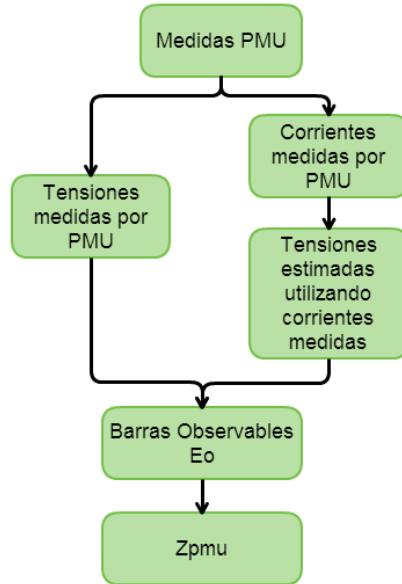 Medidas PMU
Corrientes
medidas por
PMU
Tensiones
medidas por
PMU
Tensiones
estimadas
utilizando
corrientes
medidas
Barras Observables
Eo
Zpmu